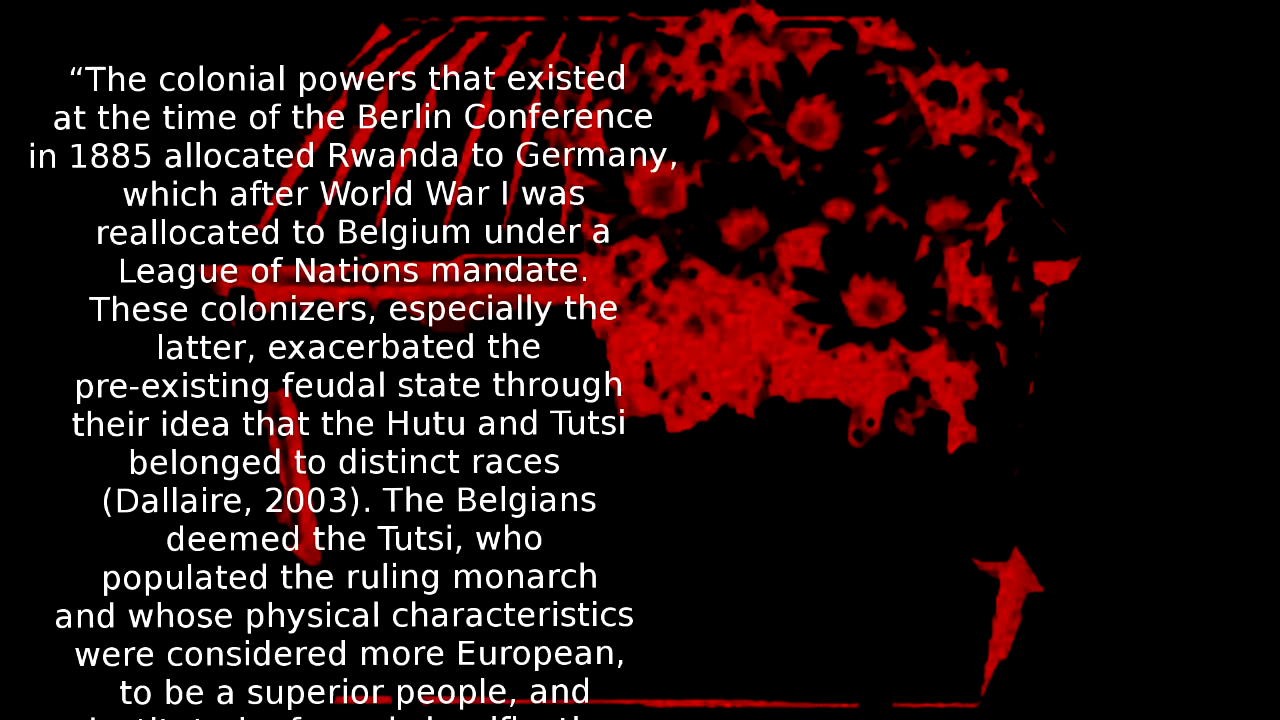 “The colonial powers that existed
at the time of the Berlin Conference
in 1885 allocated Rwanda to Germany,
which after World War I was
reallocated to Belgium under a
League of Nations mandate.
These colonizers, especially the
latter, exacerbated the
pre-existing feudal state through
their idea that the Hutu and Tutsi
belonged to distinct races
(Dallaire, 2003). The Belgians
deemed the Tutsi, who
populated the ruling monarch
and whose physical characteristics
were considered more European,
to be a superior people, and